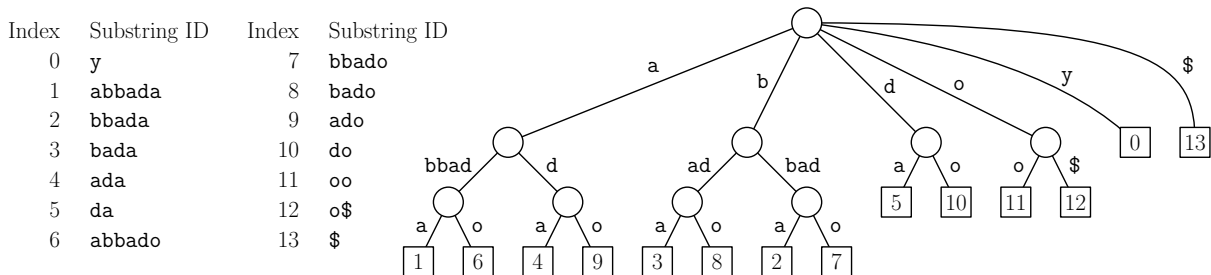 Index Substring ID Index Substring ID
0 y 7 bbado
1 abbada 8 bado
2 bbada 9 ado
3 bada 10 do
4 ada 11 oo
5 da 12 o$
6 abbado 13 $
a b d o y $
0 13
bbad d ad bad a o o $
5 10 11 12
a o a o a o a o
1 6 4 9 3 8 2 7